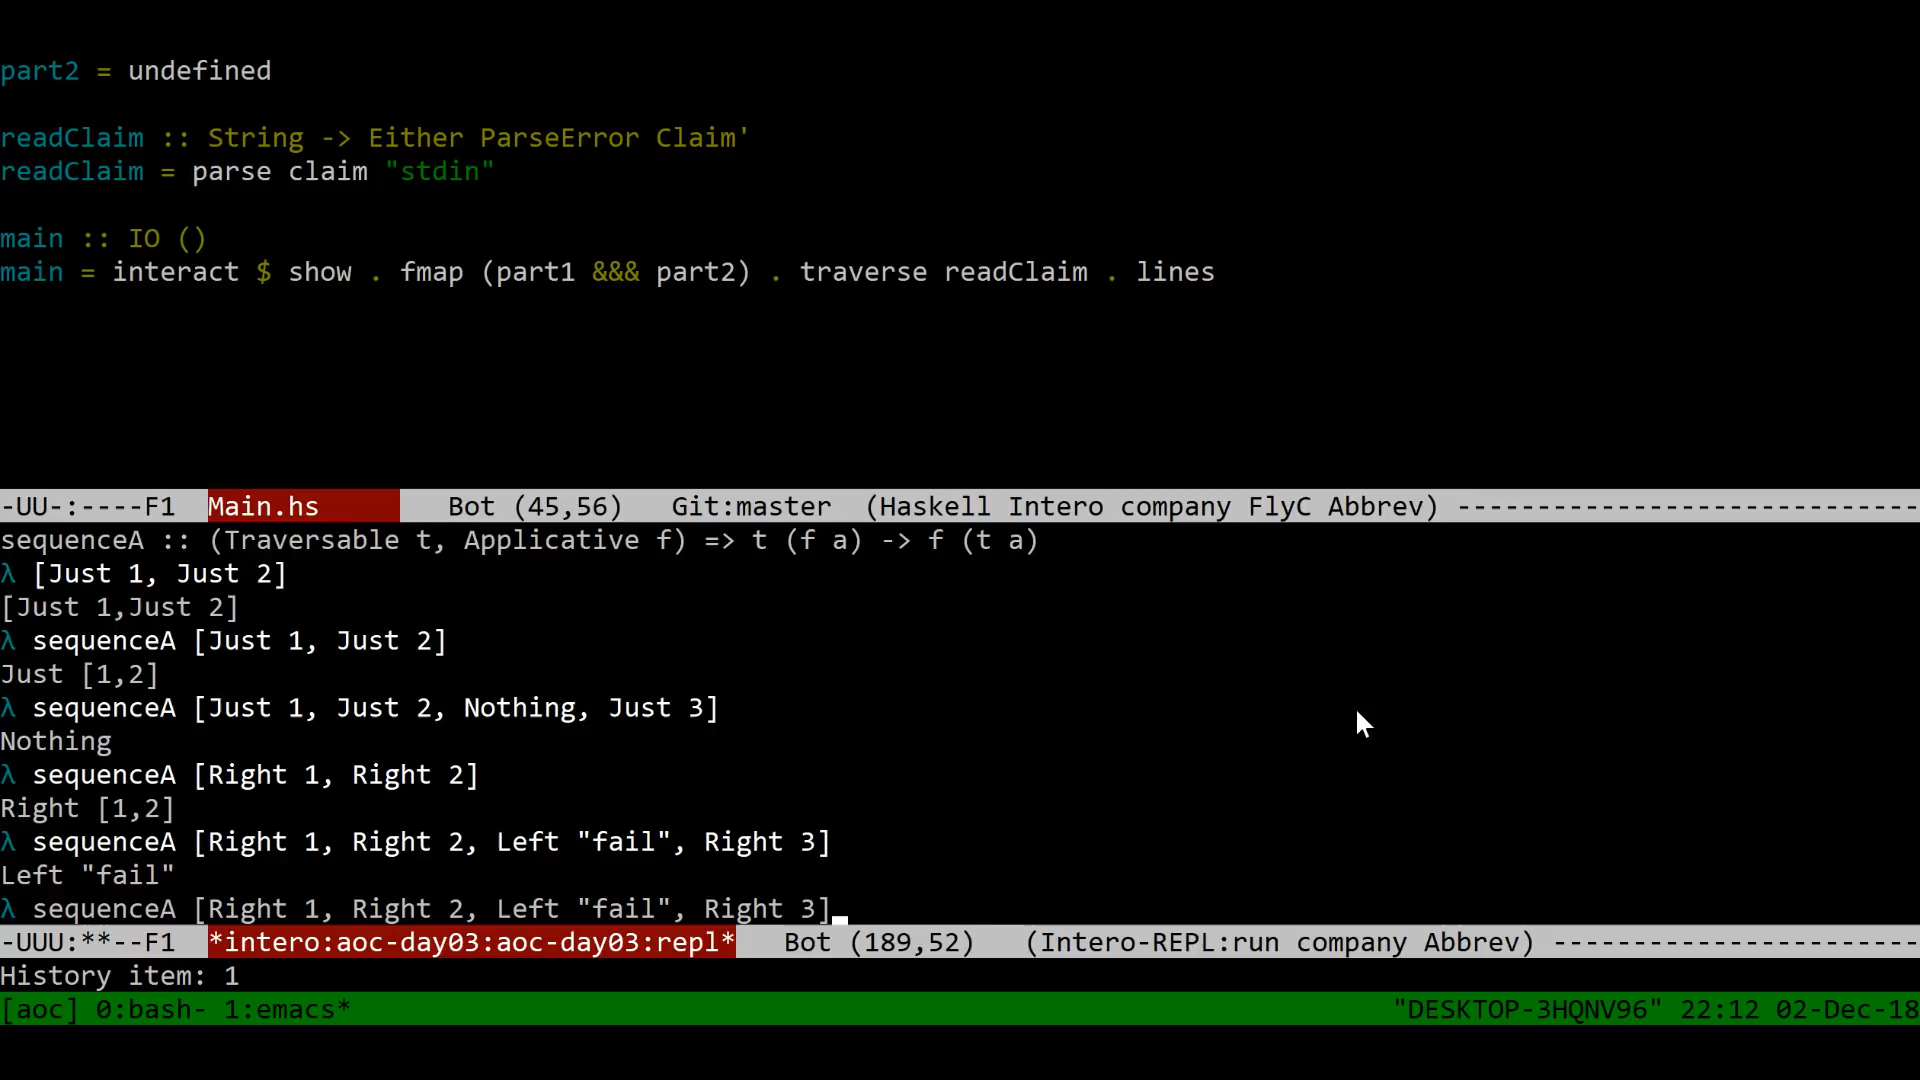 part2 = undefined
readClaim :: String -> Either ParseError Claim'
readClaim = parse claim "stdin"
main :: IO ()
main = interact $ show . fmap (part1 &&& part2) . traverse readClaim . lines
-UU-:----F1  Main.hs        Bot (45,56)   Git:master  (Haskell Intero company FlyC Abbrev) -----------------------------
sequenceA :: (Traversable t, Applicative f) => t (f a) -> f (t a)
λ [Just 1, Just 2]
[Just 1,Just 2]
λ sequenceA [Just 1, Just 2]
Just [1,2]
λ sequenceA [Just 1, Just 2, Nothing, Just 3]
Nothing
λ sequenceA [Right 1, Right 2]
Right [1,2]
λ sequenceA [Right 1, Right 2, Left "fail", Right 3]
Left "fail"
λ sequenceA [Right 1, Right 2, Left "fail", Right 3]
-UUU:**--F1  *intero:aoc-day03:aoc-day03:repl*   Bot (189,52)   (Intero-REPL:run company Abbrev) -----------------------
History item: 1
[aoc] 0:bash- 1:emacs* "DESKTOP-3HQNV96" 22:12 02-Dec-18